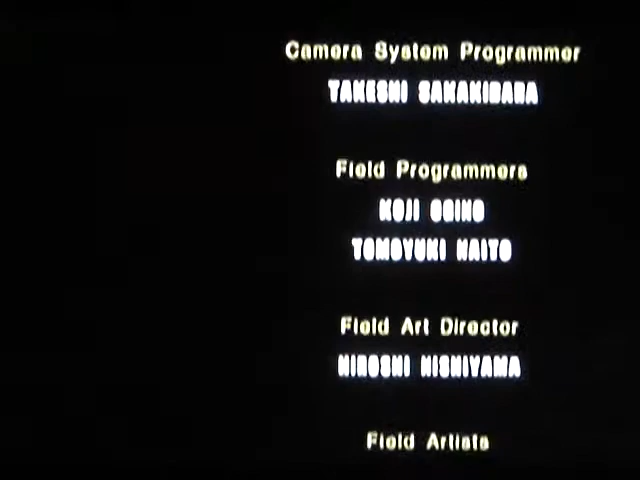 Camera System Programmer
TAKESHI SAKAKIBARA
Field Programmers
KOJI OGINO
TOMOYUKI NAITO
Field Art Director
HIROSHI NISHIYAMA
Field Artists